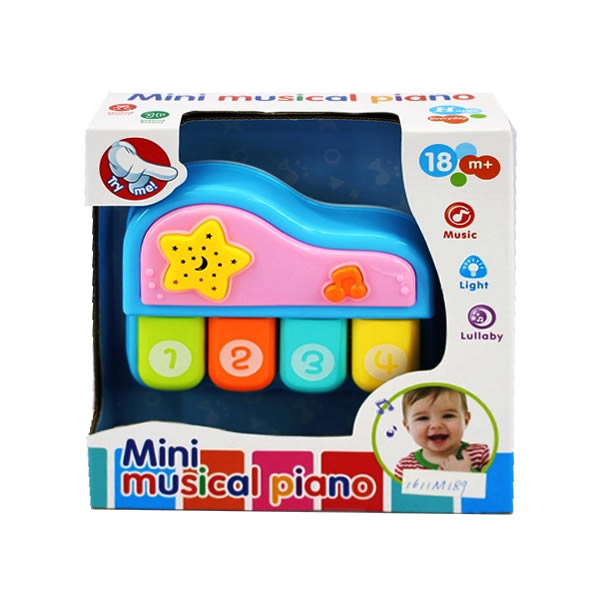 Mini musical piano
18 m+
Try me!
Music
Light
Lullaby
1 2 3 4
Mini
musical piano
1611M189